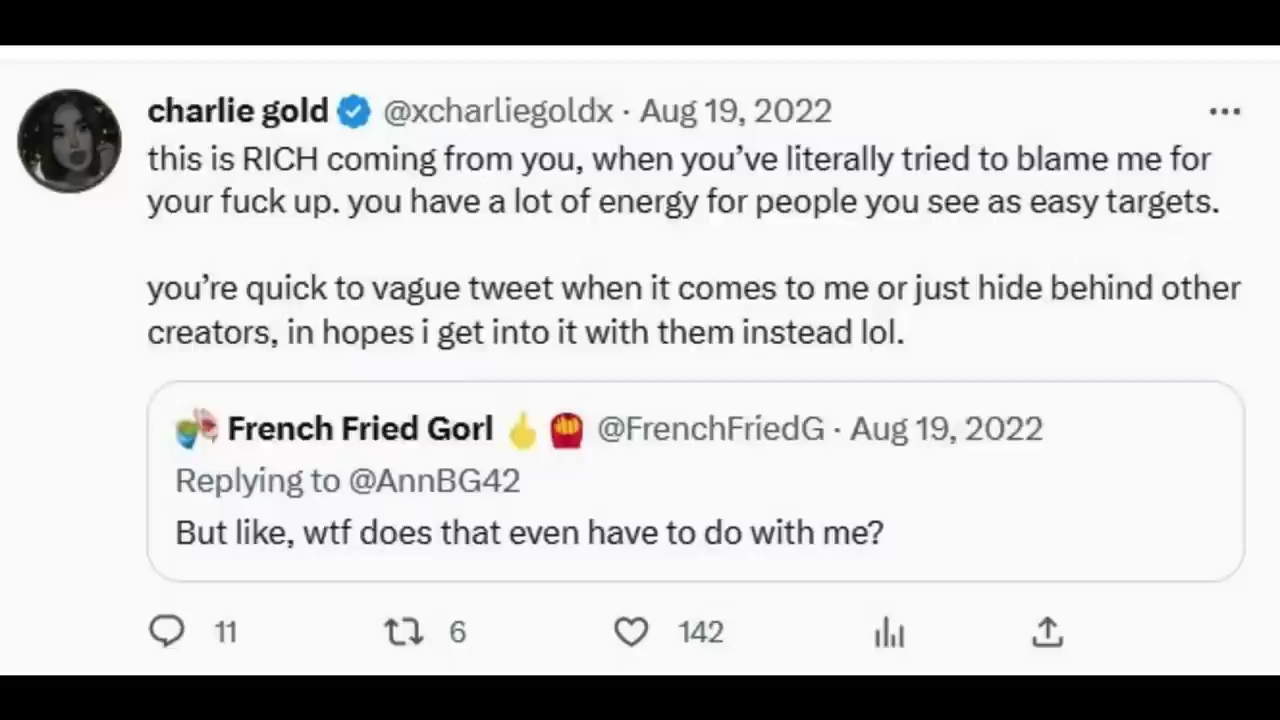 charlie gold @xcharliegoldx · Aug 19, 2022
this is RICH coming from you, when you’ve literally tried to blame me for
your fuck up. you have a lot of energy for people you see as easy targets.
you’re quick to vague tweet when it comes to me or just hide behind other
creators, in hopes i get into it with them instead lol.
French Fried Gorl 🖕 🍟 @FrenchFriedG · Aug 19, 2022
Replying to @AnnBG42
But like, wtf does that even have to do with me?
11 6 142